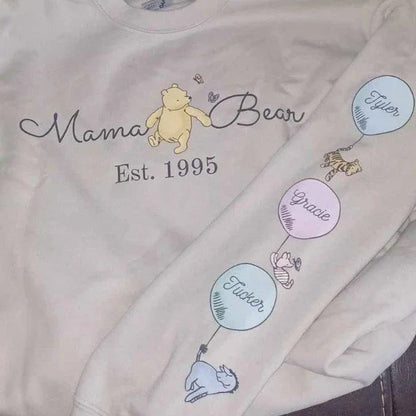 Mama Bear
Est. 1995
Tyler
Gracie
Tucker